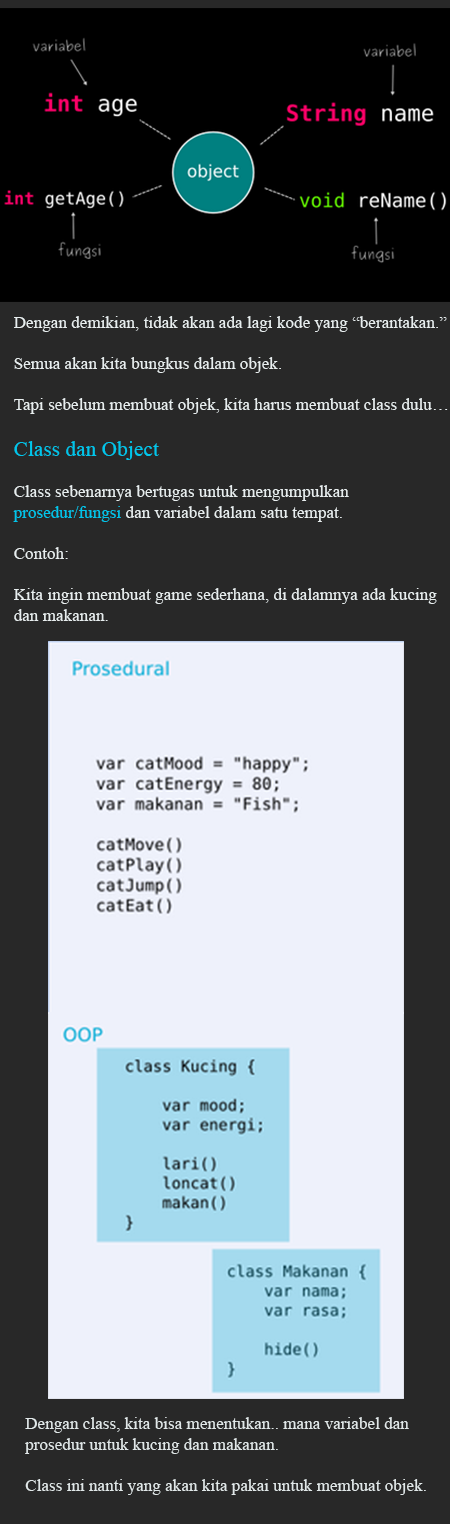 variabel
variabel
int age
String name
object
int getAge()
void reName()
fungsi
fungsi
Dengan demikian, tidak akan ada lagi kode yang “berantakan.”
Semua akan kita bungkus dalam objek.
Tapi sebelum membuat objek, kita harus membuat class dulu…
Class dan Object
Class sebenarnya bertugas untuk mengumpulkan
prosedur/fungsi dan variabel dalam satu tempat.
Contoh:
Kita ingin membuat game sederhana, di dalamnya ada kucing
dan makanan.
Prosedural
var catMood = "happy";
var catEnergy = 80;
var makanan = "Fish";
catMove()
catPlay()
catJump()
catEat()
OOP
class Kucing {
var mood;
var energi;
lari()
loncat()
makan()
}
class Makanan {
var nama;
var rasa;
hide()
}
Dengan class, kita bisa menentukan.. mana variabel dan
prosedur untuk kucing dan makanan.
Class ini nanti yang akan kita pakai untuk membuat objek.